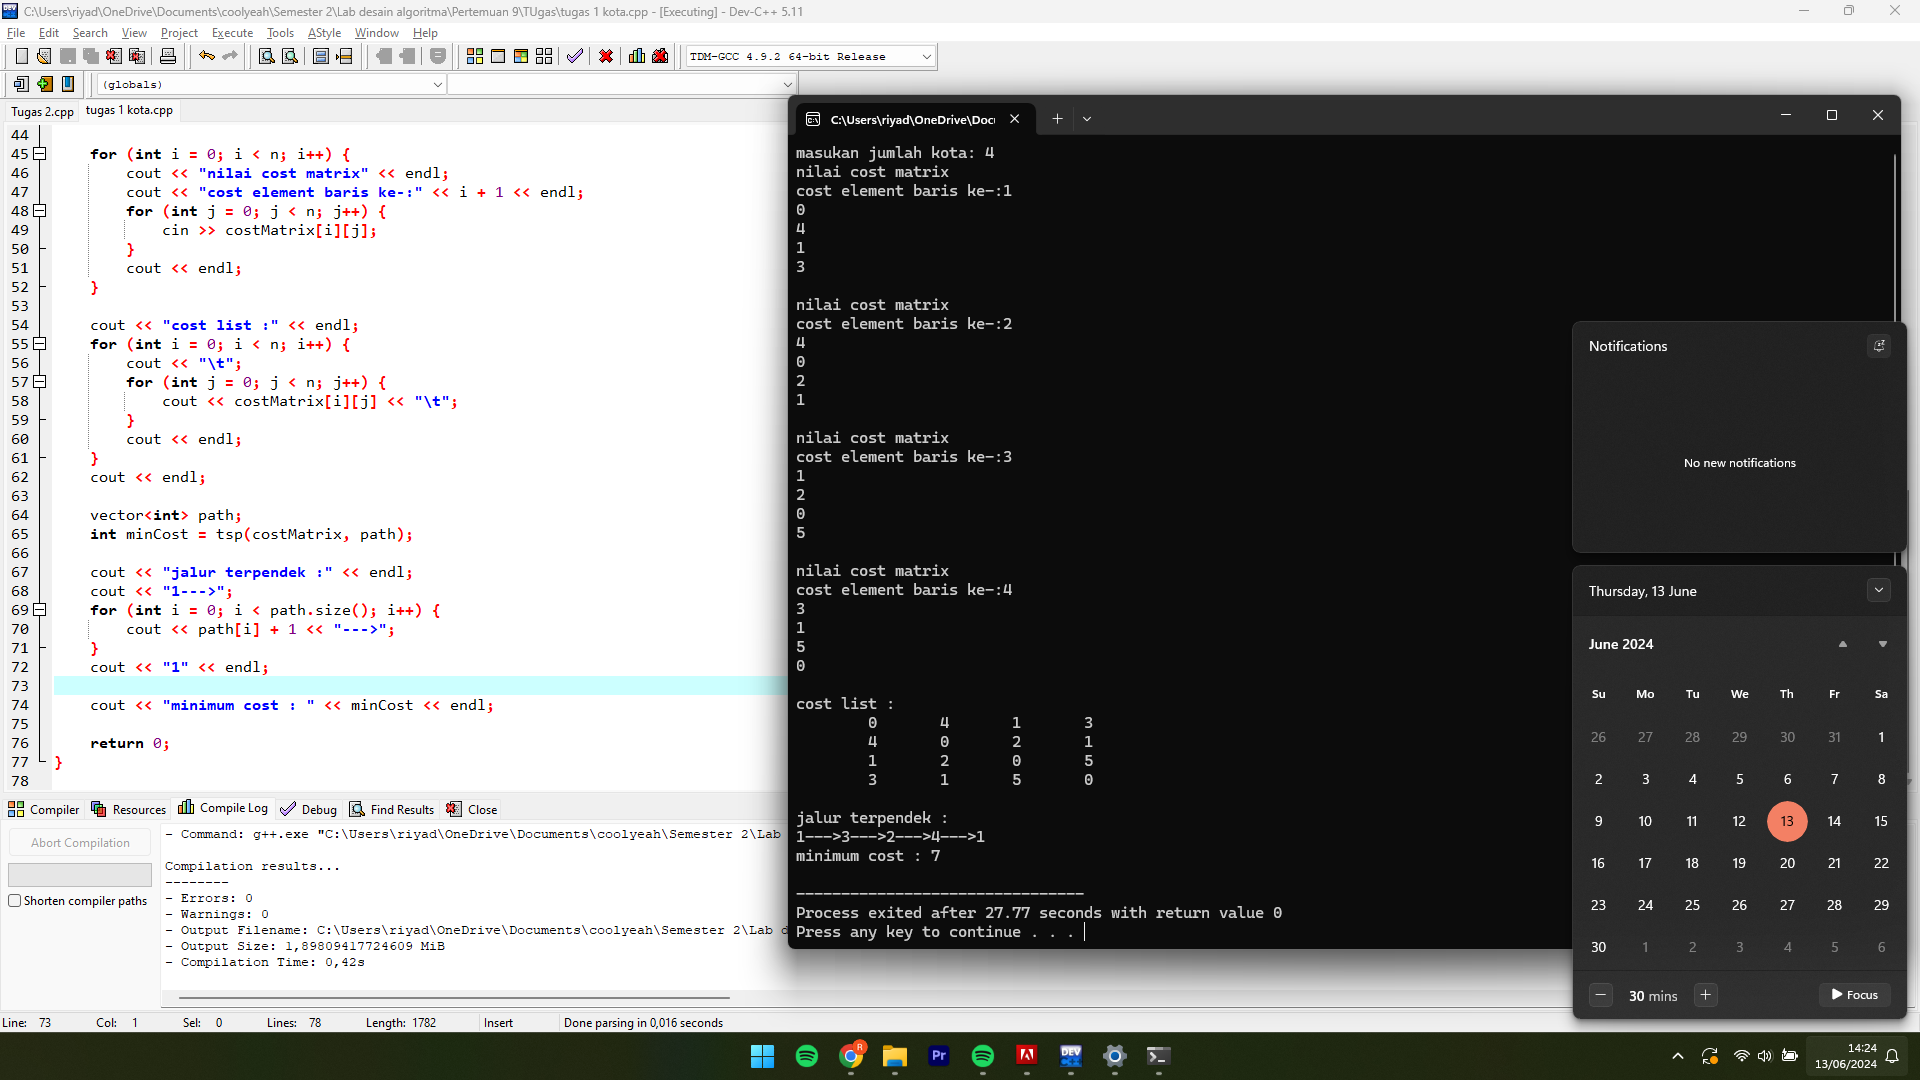 C:\Users\riyad\OneDrive\Documents\coolyeah\Semester 2\Lab desain algoritma\Pertemuan 9\TUgas\tugas 1 kota.cpp - [Executing] - Dev-C++ 5.11
File Edit Search View Project Execute Tools AStyle Window Help
TDM-GCC 4.9.2 64-bit Release
(globals)
Tugas 2.cpp tugas 1 kota.cpp
44
45 for (int i = 0; i < n; i++) {
46 cout << "nilai cost matrix" << endl;
47 cout << "cost element baris ke-:" << i + 1 << endl;
48 for (int j = 0; j < n; j++) {
49 cin >> costMatrix[i][j];
50 }
51 cout << endl;
52 }
53
54 cout << "cost list :" << endl;
55 for (int i = 0; i < n; i++) {
56 cout << "\t";
57 for (int j = 0; j < n; j++) {
58 cout << costMatrix[i][j] << "\t";
59 }
60 cout << endl;
61 }
62 cout << endl;
63
64 vector<int> path;
65 int minCost = tsp(costMatrix, path);
66
67 cout << "jalur terpendek :" << endl;
68 cout << "1--->";
69 for (int i = 0; i < path.size(); i++) {
70 cout << path[i] + 1 << "--->";
71 }
72 cout << "1" << endl;
73
74 cout << "minimum cost : " << minCost << endl;
75
76 return 0;
77 }
78
Compiler Resources Compile Log Debug Find Results Close
Abort Compilation
Shorten compiler paths
- Command: g++.exe "C:\Users\riyad\OneDrive\Documents\coolyeah\Semester 2\Lab
Compilation results...
--------
- Errors: 0
- Warnings: 0
- Output Filename: C:\Users\riyad\OneDrive\Documents\coolyeah\Semester 2\Lab d
- Output Size: 1,89809417724609 MiB
- Compilation Time: 0,42s
Line: 73 Col: 1 Sel: 0 Lines: 78 Length: 1782 Insert Done parsing in 0,016 seconds
C:\Users\riyad\OneDrive\Docu
masukan jumlah kota: 4
nilai cost matrix
cost element baris ke-:1
0
4
1
3
nilai cost matrix
cost element baris ke-:2
4
0
2
1
nilai cost matrix
cost element baris ke-:3
1
2
0
5
nilai cost matrix
cost element baris ke-:4
3
1
5
0
cost list :
0 4 1 3
4 0 2 1
1 2 0 5
3 1 5 0
jalur terpendek :
1--->3--->2--->4--->1
minimum cost : 7
--------------------------------
Process exited after 27.77 seconds with return value 0
Press any key to continue . . .
Notifications
No new notifications
Thursday, 13 June
June 2024
Su Mo Tu We Th Fr Sa
26 27 28 29 30 31 1
2 3 4 5 6 7 8
9 10 11 12 13 14 15
16 17 18 19 20 21 22
23 24 25 26 27 28 29
30 1 2 3 4 5 6
30 mins Focus
R Pr DEV
14:24
13/06/2024